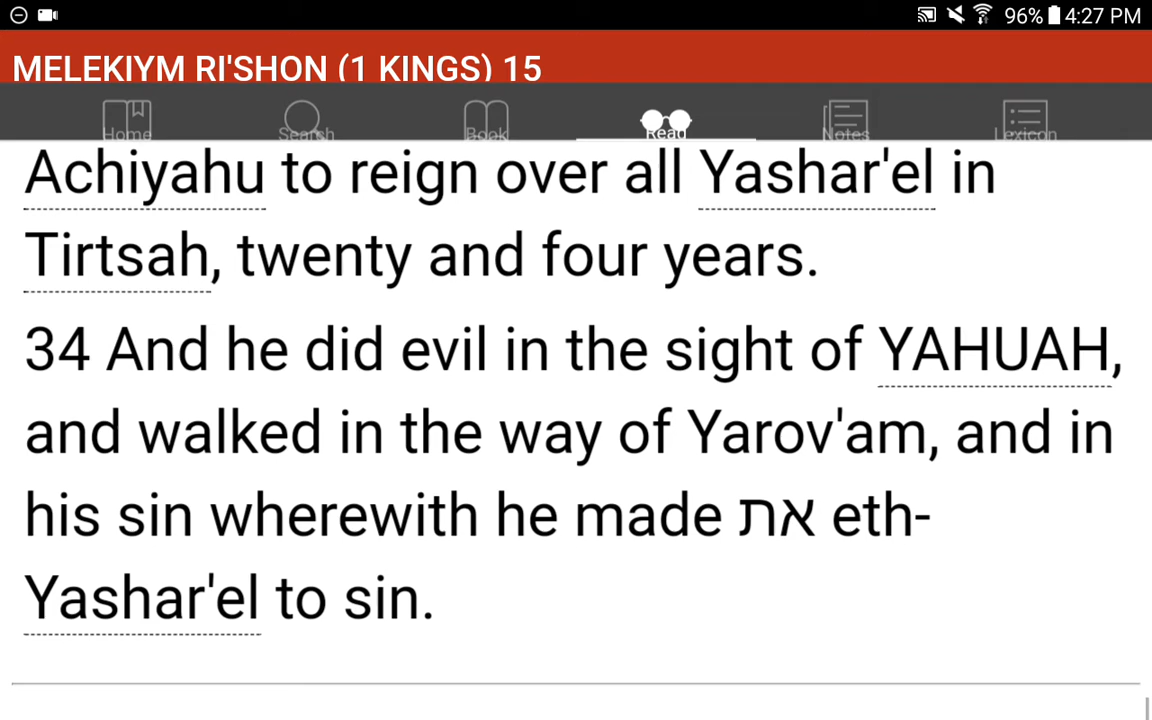 96% 4:27 PM
MELEKIYM RI'SHON (1 KINGS) 15
Home Search Book Read Notes Lexicon
Achiyahu to reign over all Yashar'el in
Tirtsah, twenty and four years.
34 And he did evil in the sight of YAHUAH,
and walked in the way of Yarov'am, and in
his sin wherewith he made את eth-
Yashar'el to sin.